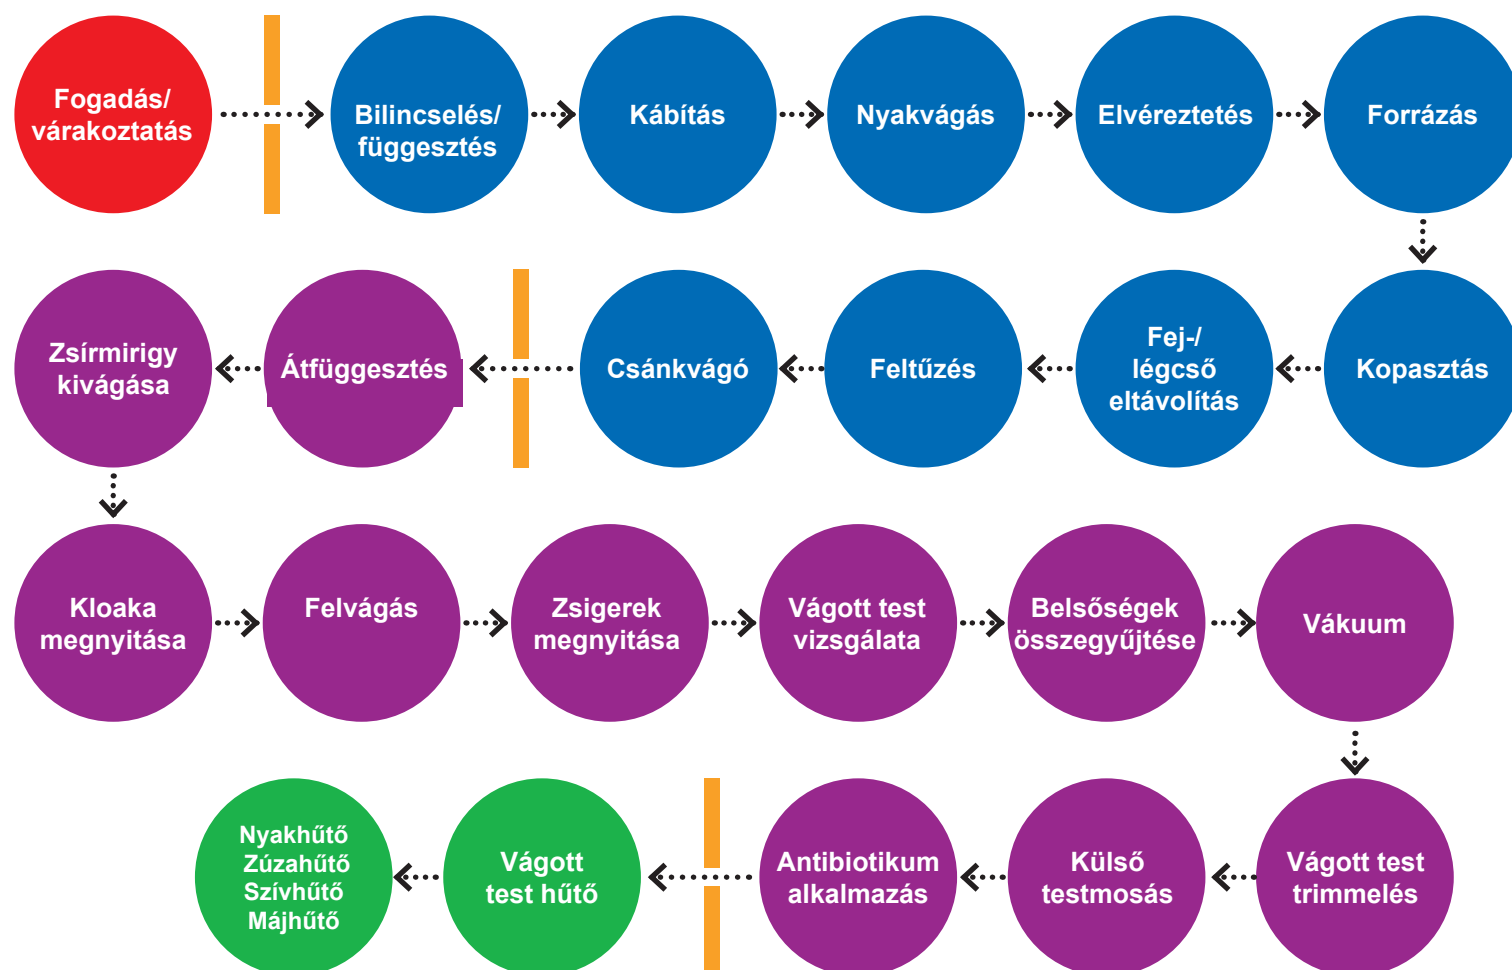 Fogadás/
várakoztatás
Bilincselés/
függesztés
Kábítás
Nyakvágás
Elvéreztetés
Forrázás
Kopasztás
Fej-/
légcső
eltávolítás
Feltűzés
Csánkvágó
Átfüggesztés
Zsírmirigy
kivágása
Kloaka
megnyitása
Felvágás
Zsigerek
megnyitása
Vágott test
vizsgálata
Belsőségek
összegyűjtése
Vákuum
Vágott test
trimmelés
Külső
testmosás
Antibiotikum
alkalmazás
Vágott
test hűtő
Nyakhűtő
Zúzahűtő
Szívhűtő
Májhűtő